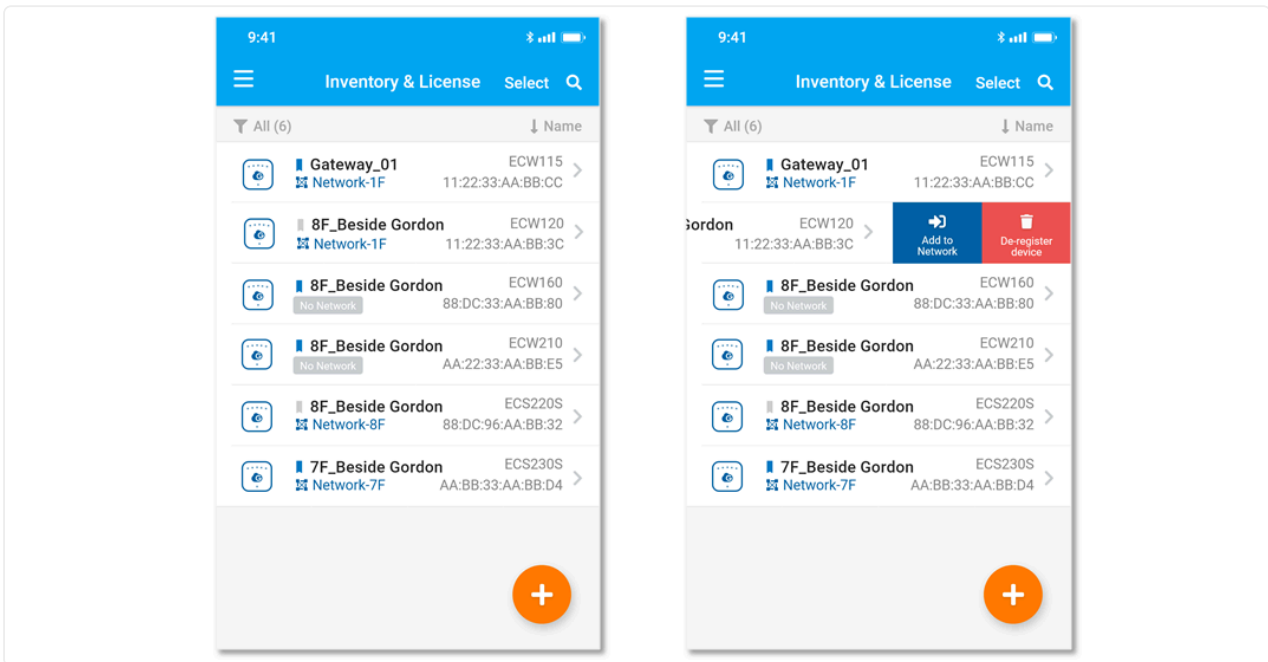 9:41
Inventory & License Select
All (6) Name
Gateway_01 ECW115
Network-1F 11:22:33:AA:BB:CC
8F_Beside Gordon ECW120
Network-1F 11:22:33:AA:BB:3C
8F_Beside Gordon ECW160
No Network 88:DC:33:AA:BB:80
8F_Beside Gordon ECW210
No Network AA:22:33:AA:BB:E5
8F_Beside Gordon ECS220S
Network-8F 88:DC:96:AA:BB:32
7F_Beside Gordon ECS230S
Network-7F AA:BB:33:AA:BB:D4
9:41
Inventory & License Select
All (6) Name
Gateway_01 ECW115
Network-1F 11:22:33:AA:BB:CC
Gordon ECW120
11:22:33:AA:BB:3C
Add to
Network
De-register
device
8F_Beside Gordon ECW160
No Network 88:DC:33:AA:BB:80
8F_Beside Gordon ECW210
No Network AA:22:33:AA:BB:E5
8F_Beside Gordon ECS220S
Network-8F 88:DC:96:AA:BB:32
7F_Beside Gordon ECS230S
Network-7F AA:BB:33:AA:BB:D4